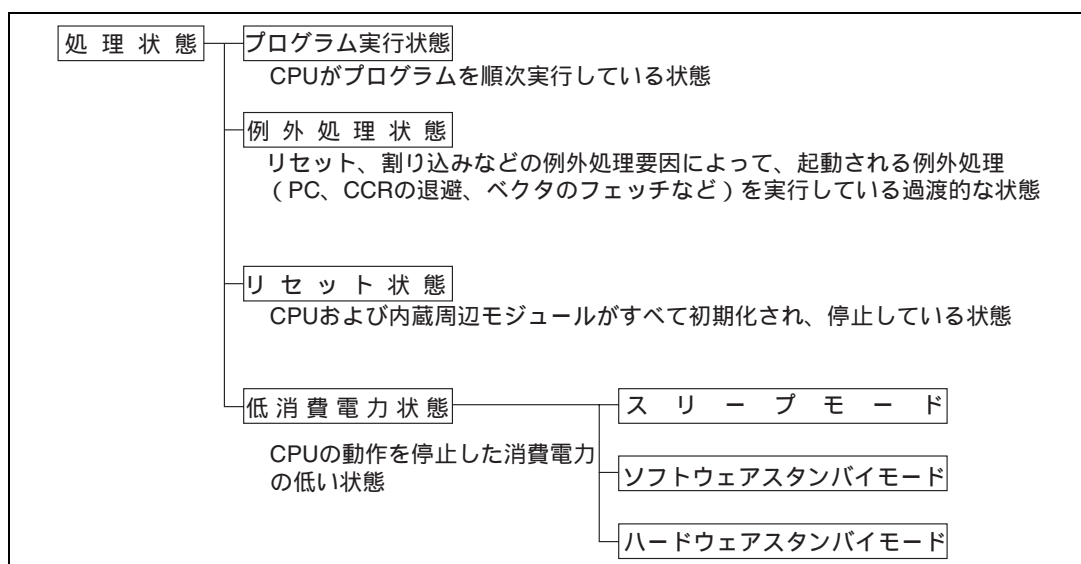 処理状態
プログラム実行状態
CPUがプログラムを順次実行している状態
例外処理状態
リセット、割り込みなどの例外処理要因によって、起動される例外処理
(PC、CCRの退避、ベクタのフェッチなど)を実行している過渡的な状態
リセット状態
CPUおよび内蔵周辺モジュールがすべて初期化され、停止している状態
低消費電力状態
CPUの動作を停止した消費電力
の低い状態
スリープモード
ソフトウェアスタンバイモード
ハードウェアスタンバイモード